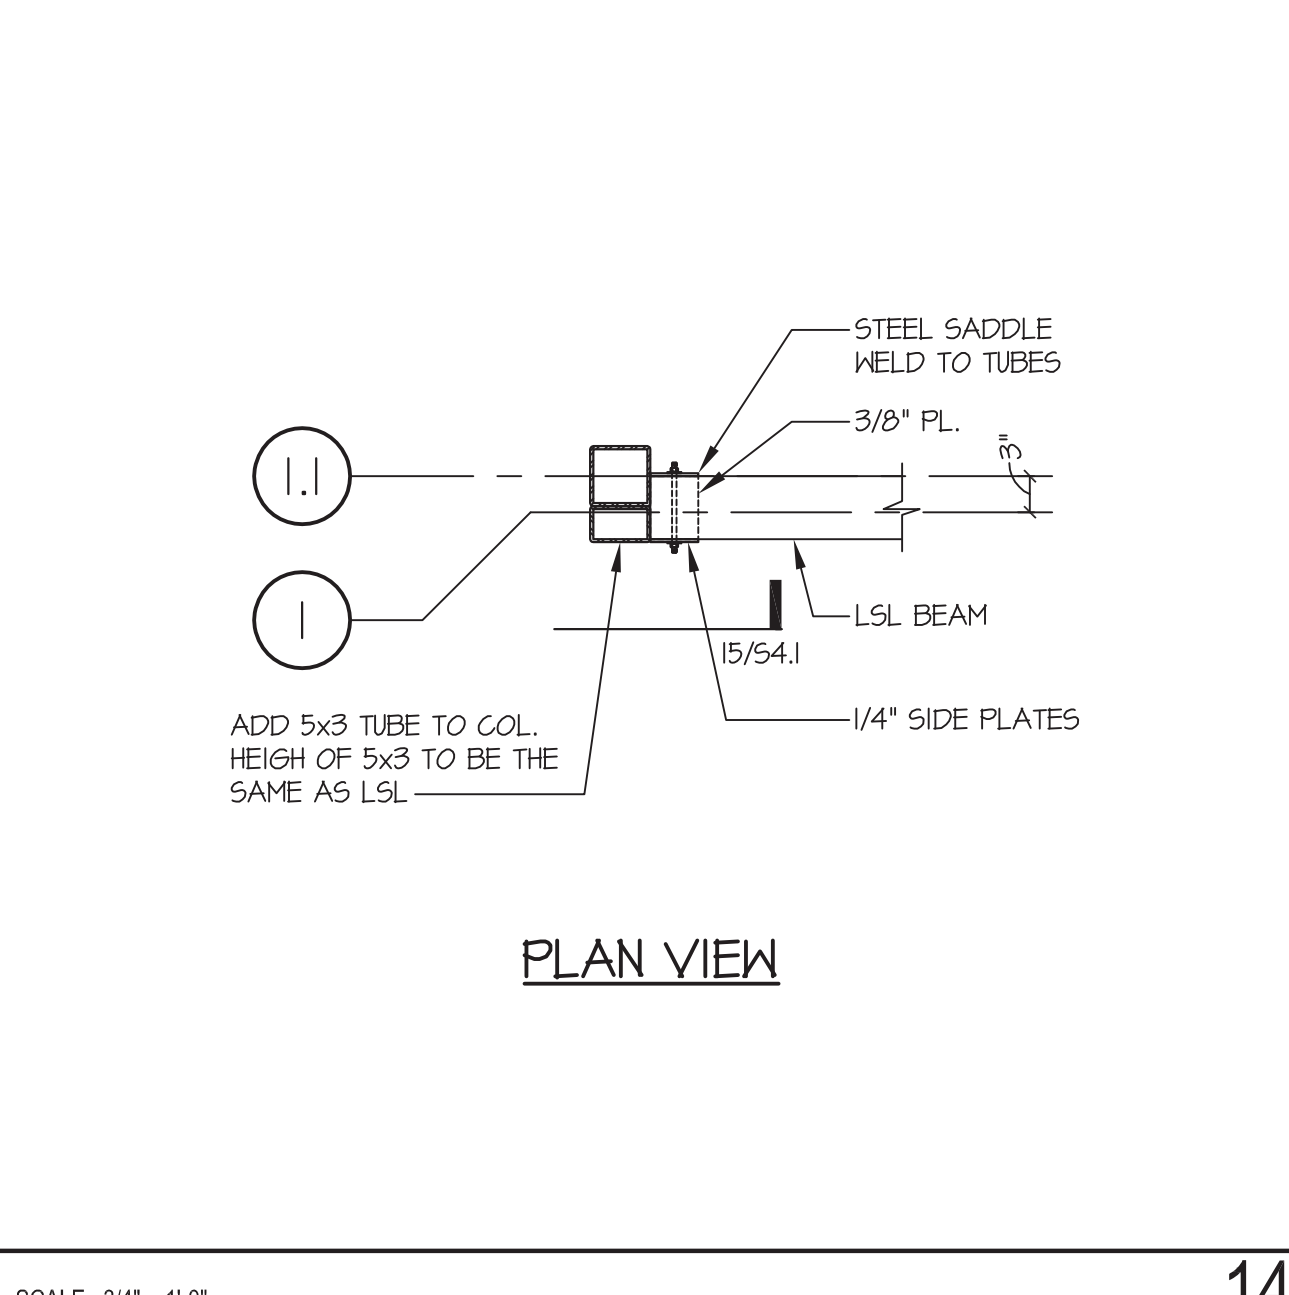 STEEL SADDLE
WELD TO TUBES
3/8" PL.
3"
1.1
1
LSL BEAM
15/S4.1
1/4" SIDE PLATES
ADD 5x3 TUBE TO COL.
HEIGH OF 5x3 TO BE THE
SAME AS LSL
PLAN VIEW
14